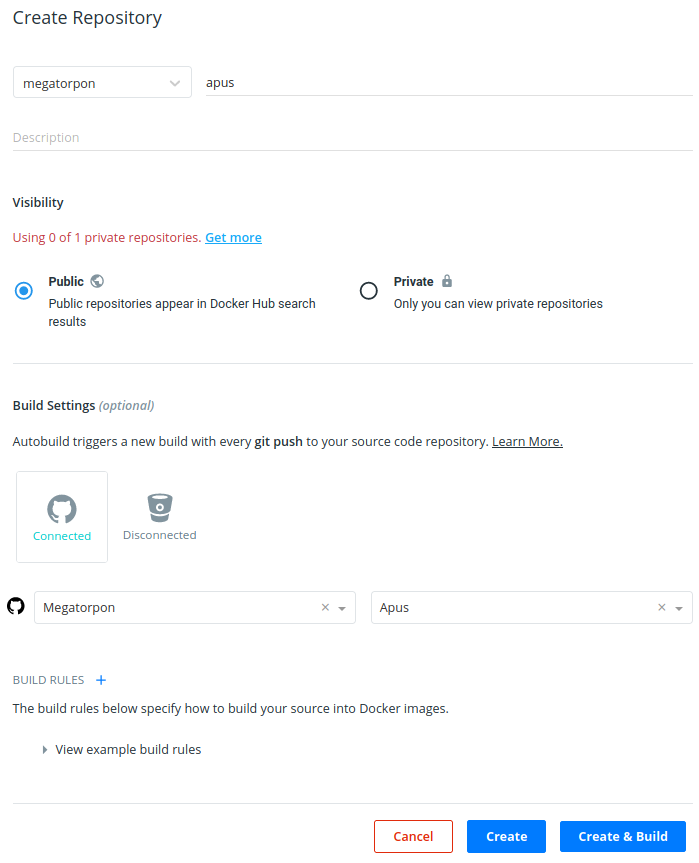 Create Repository
megatorpon
apus
Description
Visibility
Using 0 of 1 private repositories. Get more
Public
Public repositories appear in Docker Hub search
results
Private
Only you can view private repositories
Build Settings (optional)
Autobuild triggers a new build with every git push to your source code repository. Learn More.
Connected
Disconnected
Megatorpon ×
Apus ×
BUILD RULES +
The build rules below specify how to build your source into Docker images.
View example build rules
Cancel
Create
Create & Build